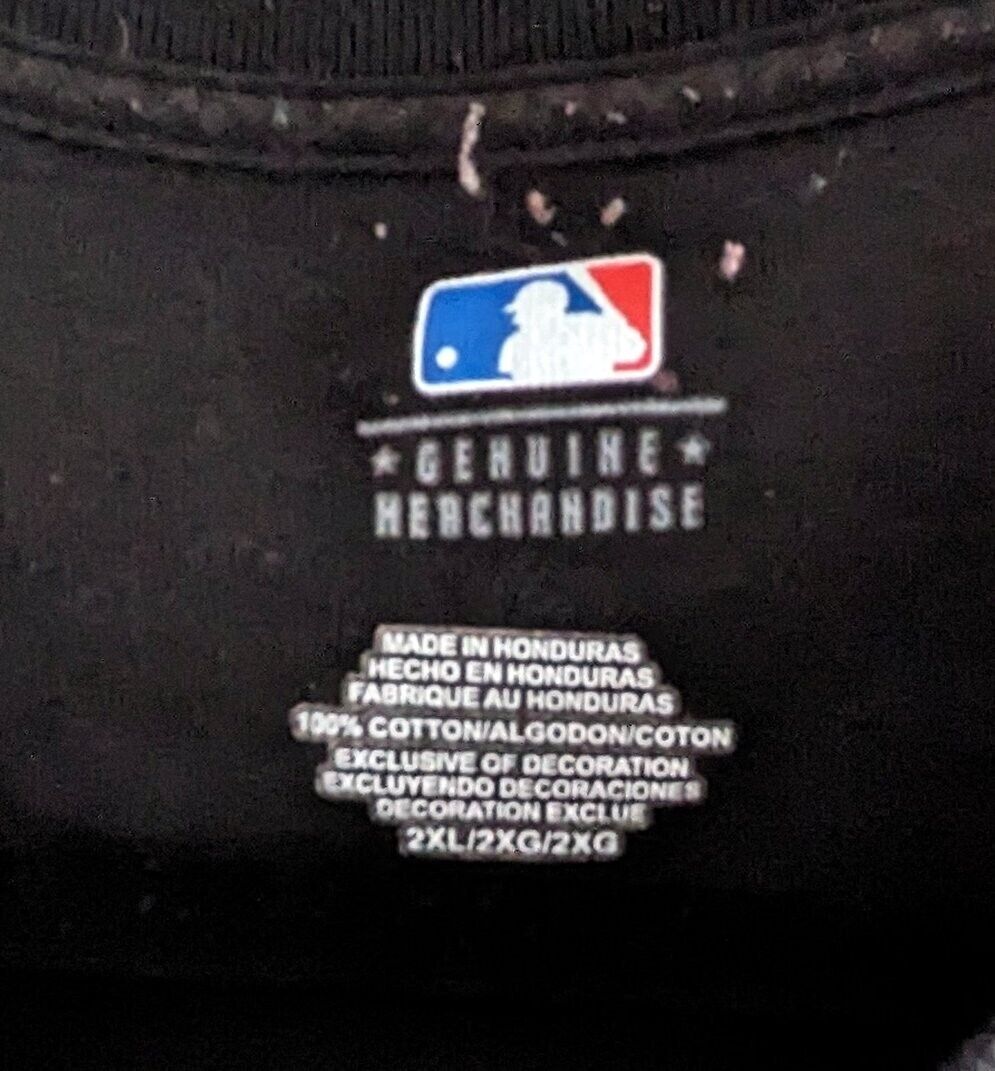 ★ GENUINE ★
MERCHANDISE
MADE IN HONDURAS
HECHO EN HONDURAS
FABRIQUE AU HONDURAS
100% COTTON/ALGODON/COTON
EXCLUSIVE OF DECORATION
EXCLUYENDO DECORACIONES
DECORATION EXCLUE
2XL/2XG/2XG